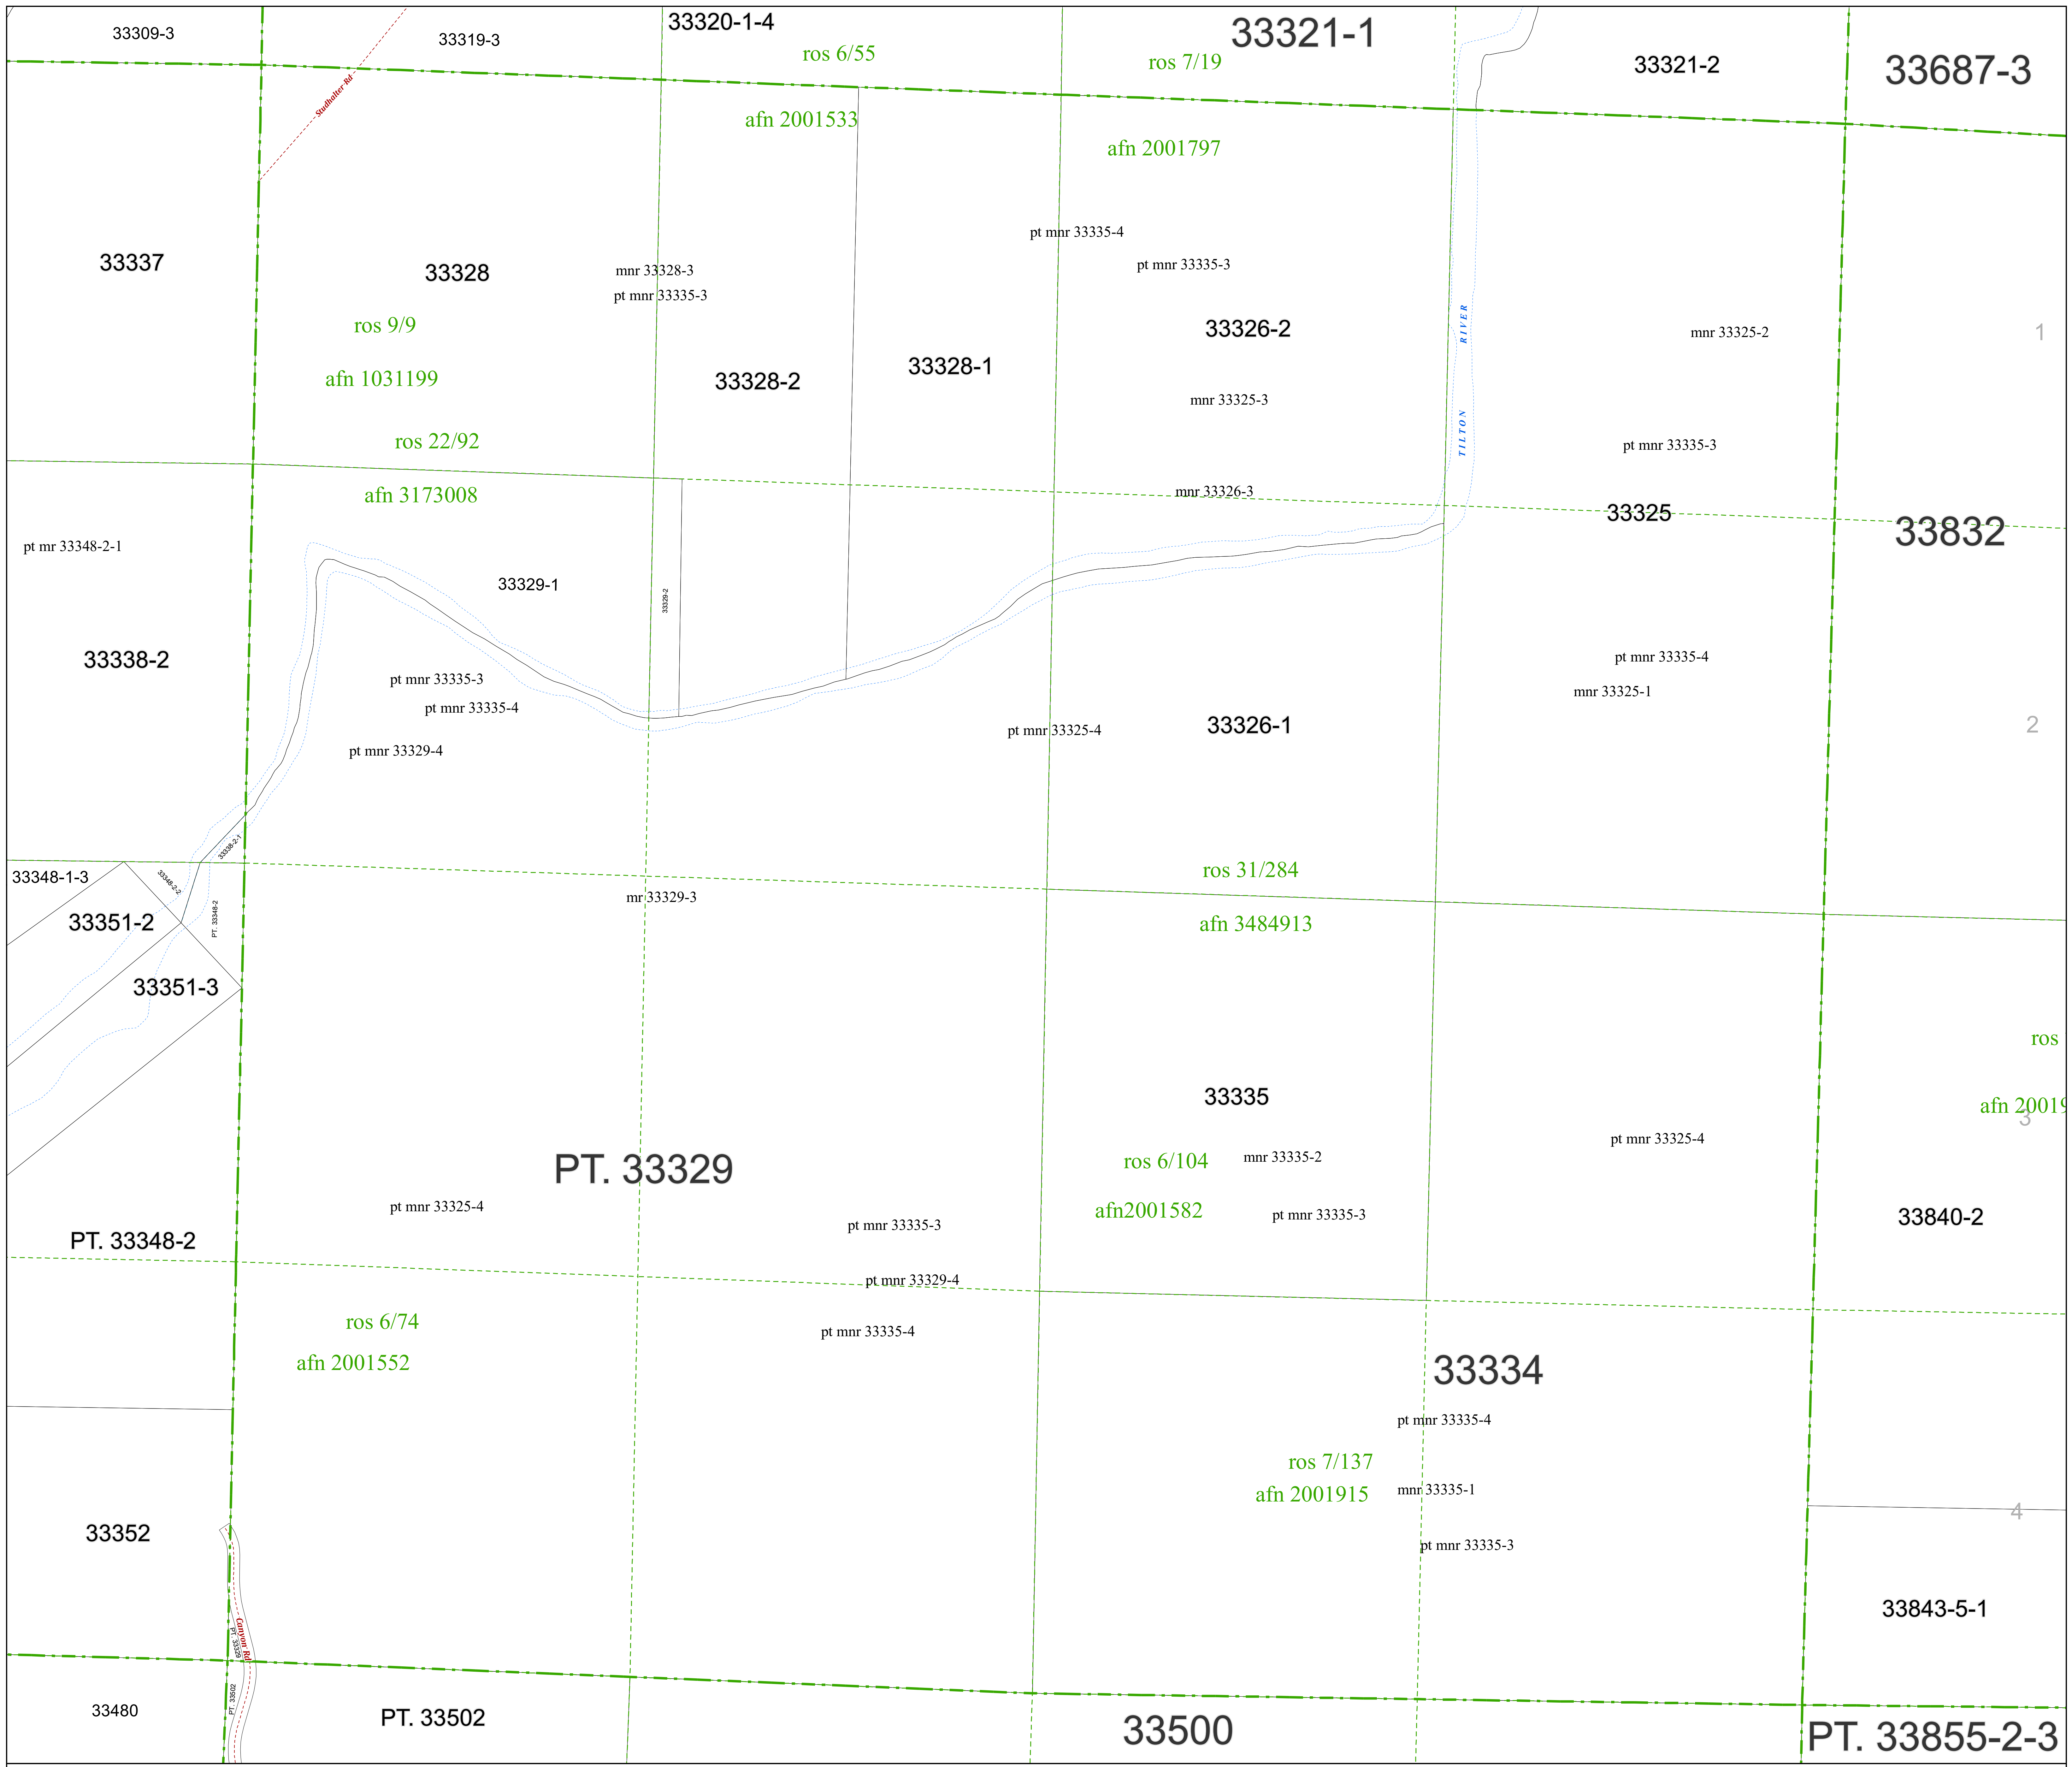 33309-3
33319-3
33320-1-4
33321-1
ros 6/55
ros 7/19
33321-2
33687-3
Studhalter Rd
afn 2001533
afn 2001797
pt mnr 33335-4
33337
33328
mnr 33328-3
pt mnr 33335-3
pt mnr 33335-3
ros 9/9
33326-2
TILTON RIVER
mnr 33325-2
1
afn 1031199
33328-2
33328-1
mnr 33325-3
ros 22/92
pt mnr 33335-3
afn 3173008
mnr 33326-3
33325
33832
pt mr 33348-2-1
33329-1
33329-2
33338-2
pt mnr 33335-3
pt mnr 33335-4
pt mnr 33329-4
pt mnr 33335-4
mnr 33325-1
pt mnr 33325-4
33326-1
2
33338-2-1
33348-1-3
33348-2-2
PT. 33348-2
33351-2
33351-3
mr 33329-3
ros 31/284
afn 3484913
ros
afn 20019
3
33335
ros 6/104
mnr 33335-2
afn2001582
pt mnr 33335-3
pt mnr 33325-4
PT. 33329
pt mnr 33325-4
pt mnr 33335-3
33840-2
PT. 33348-2
pt mnr 33329-4
ros 6/74
afn 2001552
pt mnr 33335-4
33334
pt mnr 33335-4
ros 7/137
afn 2001915
mnr 33335-1
pt mnr 33335-3
4
33352
33843-5-1
Canyon Rd
PT. 33329
PT. 33502
33480
PT. 33502
33500
PT. 33855-2-3